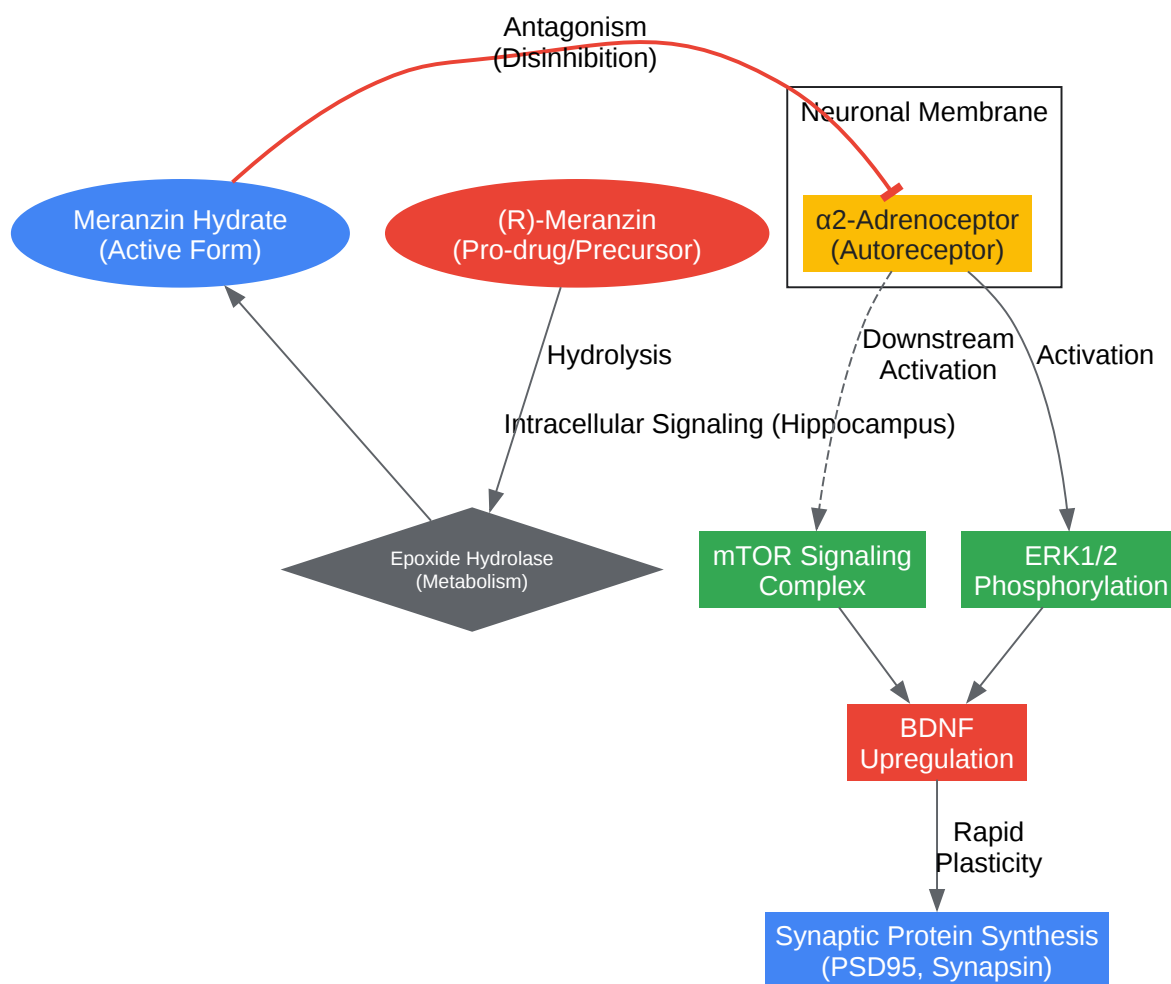 Antagonism
(Disinhibition)
Neuronal Membrane
Meranzin Hydrate
(Active Form)
(R)-Meranzin
(Pro-drug/Precursor)
α2-Adrenoceptor
(Autoreceptor)
Hydrolysis
Downstream
Activation
Activation
Intracellular Signaling (Hippocampus)
Epoxide Hydrolase
(Metabolism)
mTOR Signaling
Complex
ERK1/2
Phosphorylation
BDNF
Upregulation
Rapid
Plasticity
Synaptic Protein Synthesis
(PSD95, Synapsin)